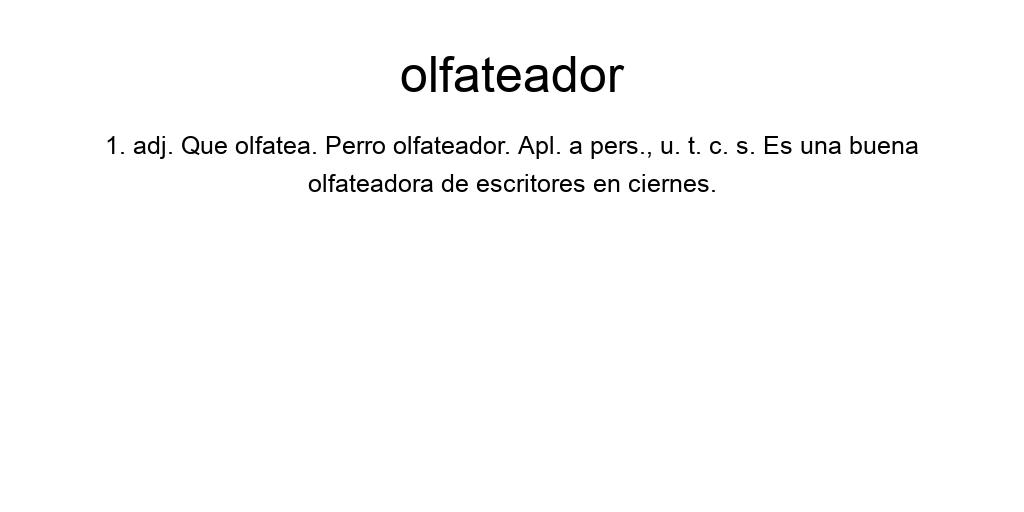 olfateador
1. adj. Que olfatea. Perro olfateador. Apl. a pers., u. t. c. s. Es una buena
olfateadora de escritores en ciernes.